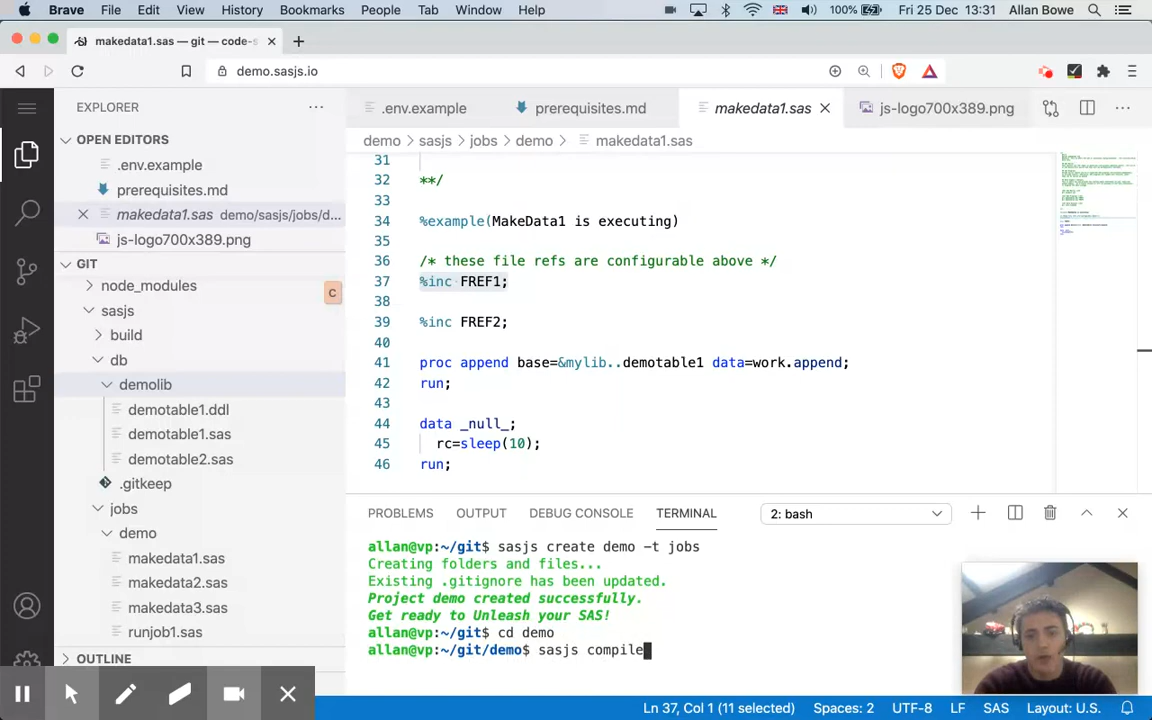 Brave File Edit View History Bookmarks People Tab Window Help 100% Fri 25 Dec 13:31 Allan Bowe
makedata1.sas — git — code-s
demo.sasjs.io
EXPLORER
.env.example prerequisites.md makedata1.sas js-logo700x389.png
OPEN EDITORS
.env.example
prerequisites.md
makedata1.sas demo/sasjs/jobs/d...
js-logo700x389.png
GIT
node_modules
C
sasjs
build
db
demolib
demotable1.ddl
demotable1.sas
demotable2.sas
.gitkeep
jobs
demo
makedata1.sas
makedata2.sas
makedata3.sas
runjob1.sas
OUTLINE
demo sasjs jobs demo makedata1.sas
31
32 **/
33
34 %example(MakeData1 is executing)
35
36 /* these file refs are configurable above */
37 %inc FREF1;
38
39 %inc FREF2;
40
41 proc append base=&mylib..demotable1 data=work.append;
42 run;
43
44 data _null_;
45 rc=sleep(10);
46 run;
PROBLEMS OUTPUT DEBUG CONSOLE TERMINAL 2: bash
allan@vp:~/git$ sasjs create demo -t jobs
Creating folders and files...
Existing .gitignore has been updated.
Project demo created successfully.
Get ready to Unleash your SAS!
allan@vp:~/git$ cd demo
allan@vp:~/git/demo$ sasjs compile
Ln 37, Col 1 (11 selected) Spaces: 2 UTF-8 LF SAS Layout: U.S.